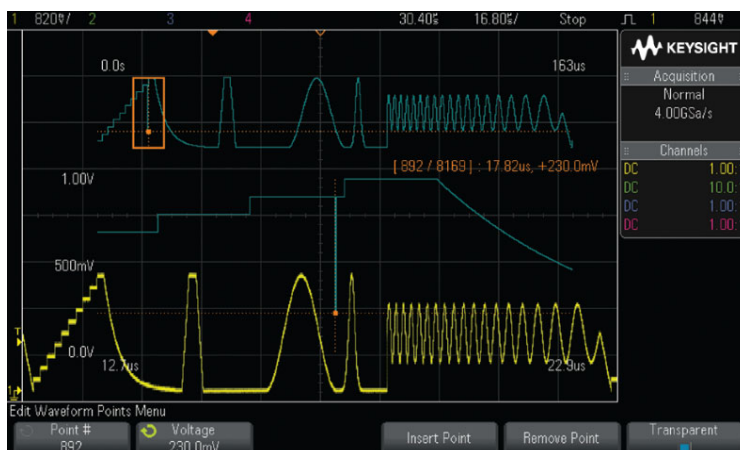 1 820V/ 2 3 4 30.40s 16.80s/ Stop 1 844V
KEYSIGHT
Acquisition
Normal
4.00GSa/s
Channels
DC 1.00:
DC 10.0:
DC 1.00:
DC 1.00:
0.0s 163us
[ 892 / 8169 ] : 17.82us, +230.0mV
1.00V
500mV
0.0V
12.7us 22.9us
T
1
Edit Waveform Points Menu
Point #
892
Voltage
230.0mV
Insert Point
Remove Point
Transparent